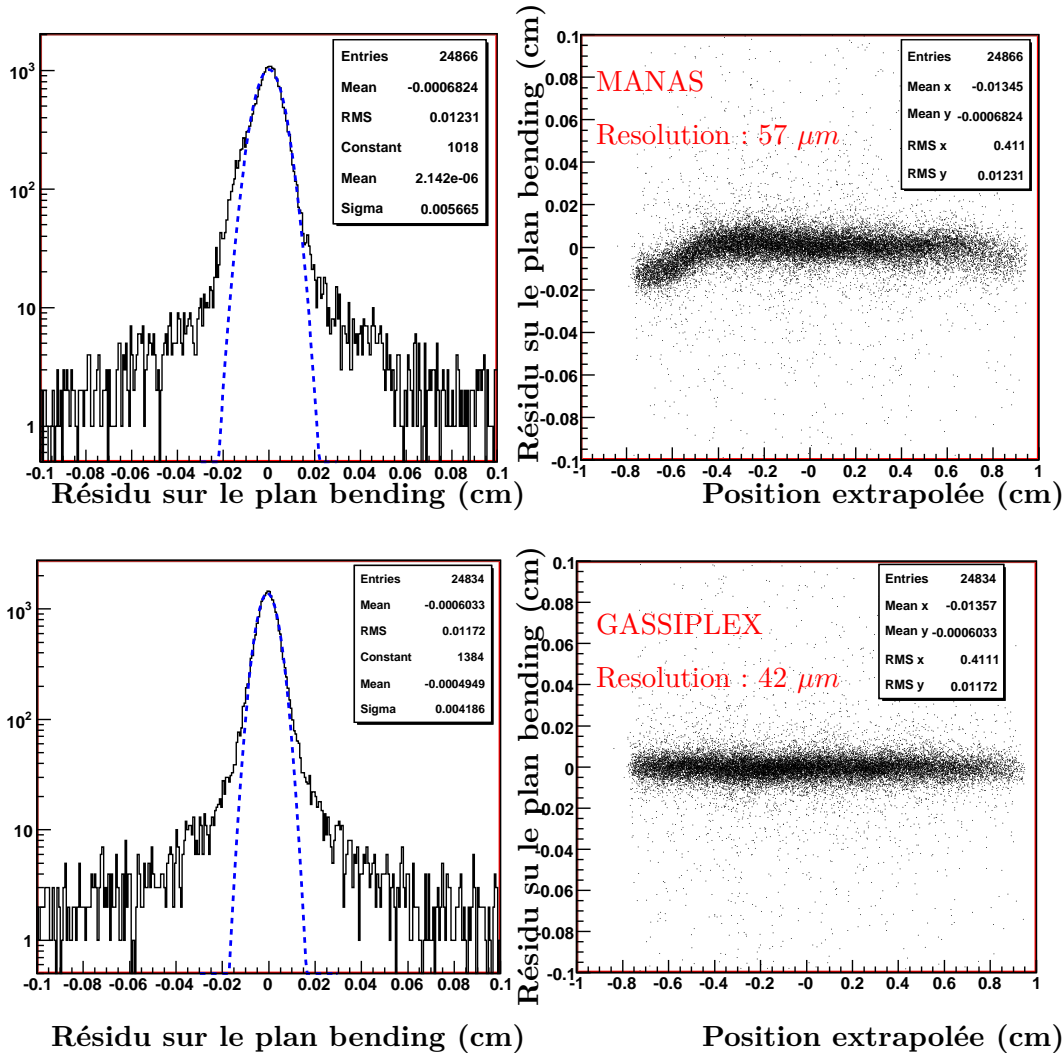 10³
10²
10
1
Entries 24866
Mean -0.0006824
RMS 0.01231
Constant 1018
Mean 2.142e-06
Sigma 0.005665
-0.1 -0.08 -0.06 -0.04 -0.02 0 0.02 0.04 0.06 0.08 0.1
Résidu sur le plan bending (cm)
Résidu su le plan bending (cm)
0.1
0.08
0.06
0.04
0.02
0
-0.02
-0.04
-0.06
-0.08
-0.1
MANAS
Resolution : 57 μm
Entries 24866
Mean x -0.01345
Mean y -0.0006824
RMS x 0.411
RMS y 0.01231
-1 -0.8 -0.6 -0.4 -0.2 -0 0.2 0.4 0.6 0.8 1
Position extrapolée (cm)
10³
10²
10
1
Entries 24834
Mean -0.0006033
RMS 0.01172
Constant 1384
Mean -0.0004949
Sigma 0.004186
-0.1 -0.08 -0.06 -0.04 -0.02 0 0.02 0.04 0.06 0.08 0.1
Résidu sur le plan bending (cm)
Résidu su le plan bending (cm)
0.1
0.08
0.06
0.04
0.02
0
-0.02
-0.04
-0.06
-0.08
-0.1
GASSIPLEX
Resolution : 42 μm
Entries 24834
Mean x -0.01357
Mean y -0.0006033
RMS x 0.4111
RMS y 0.01172
-1 -0.8 -0.6 -0.4 -0.2 -0 0.2 0.4 0.6 0.8 1
Position extrapolée (cm)